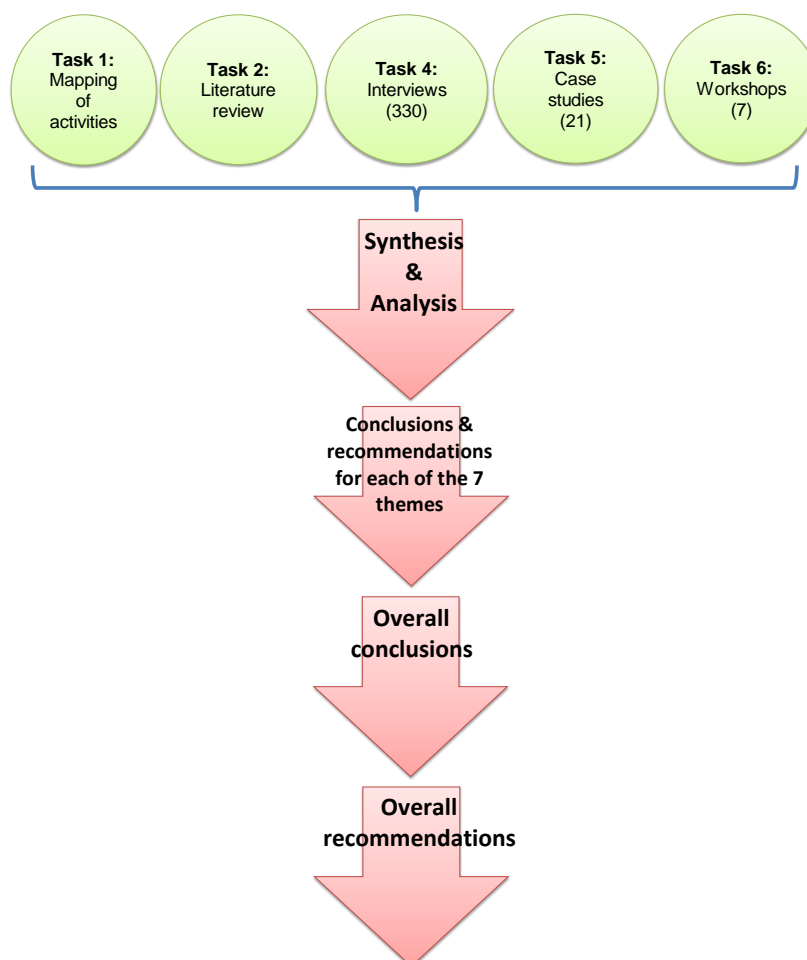 Task 1:
Mapping
of
activities
Task 2:
Literature
review
Task 4:
Interviews
(330)
Task 5:
Case
studies
(21)
Task 6:
Workshops
(7)
Synthesis
&
Analysis
Conclusions &
recommendations
for each of the 7
themes
Overall
conclusions
Overall
recommendations